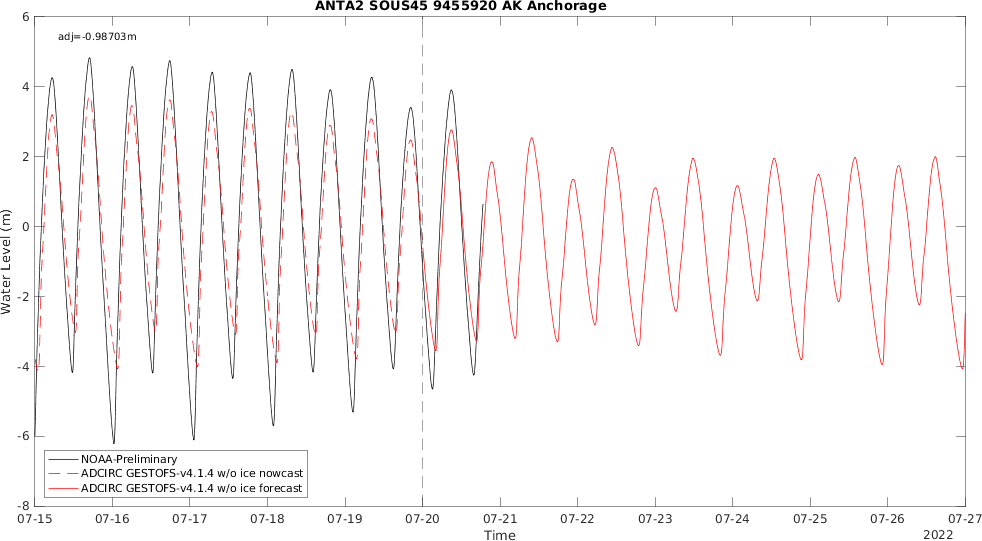 ANTA2 SOUS45 9455920 AK Anchorage
adj=-0.98703m
6
4
2
0
-2
-4
-6
-8
Water Level (m)
NOAA-Preliminary
ADCIRC GESTOFS-v4.1.4 w/o ice nowcast
ADCIRC GESTOFS-v4.1.4 w/o ice forecast
07-15 07-16 07-17 07-18 07-19 07-20 07-21 07-22 07-23 07-24 07-25 07-26 07-27
Time
2022